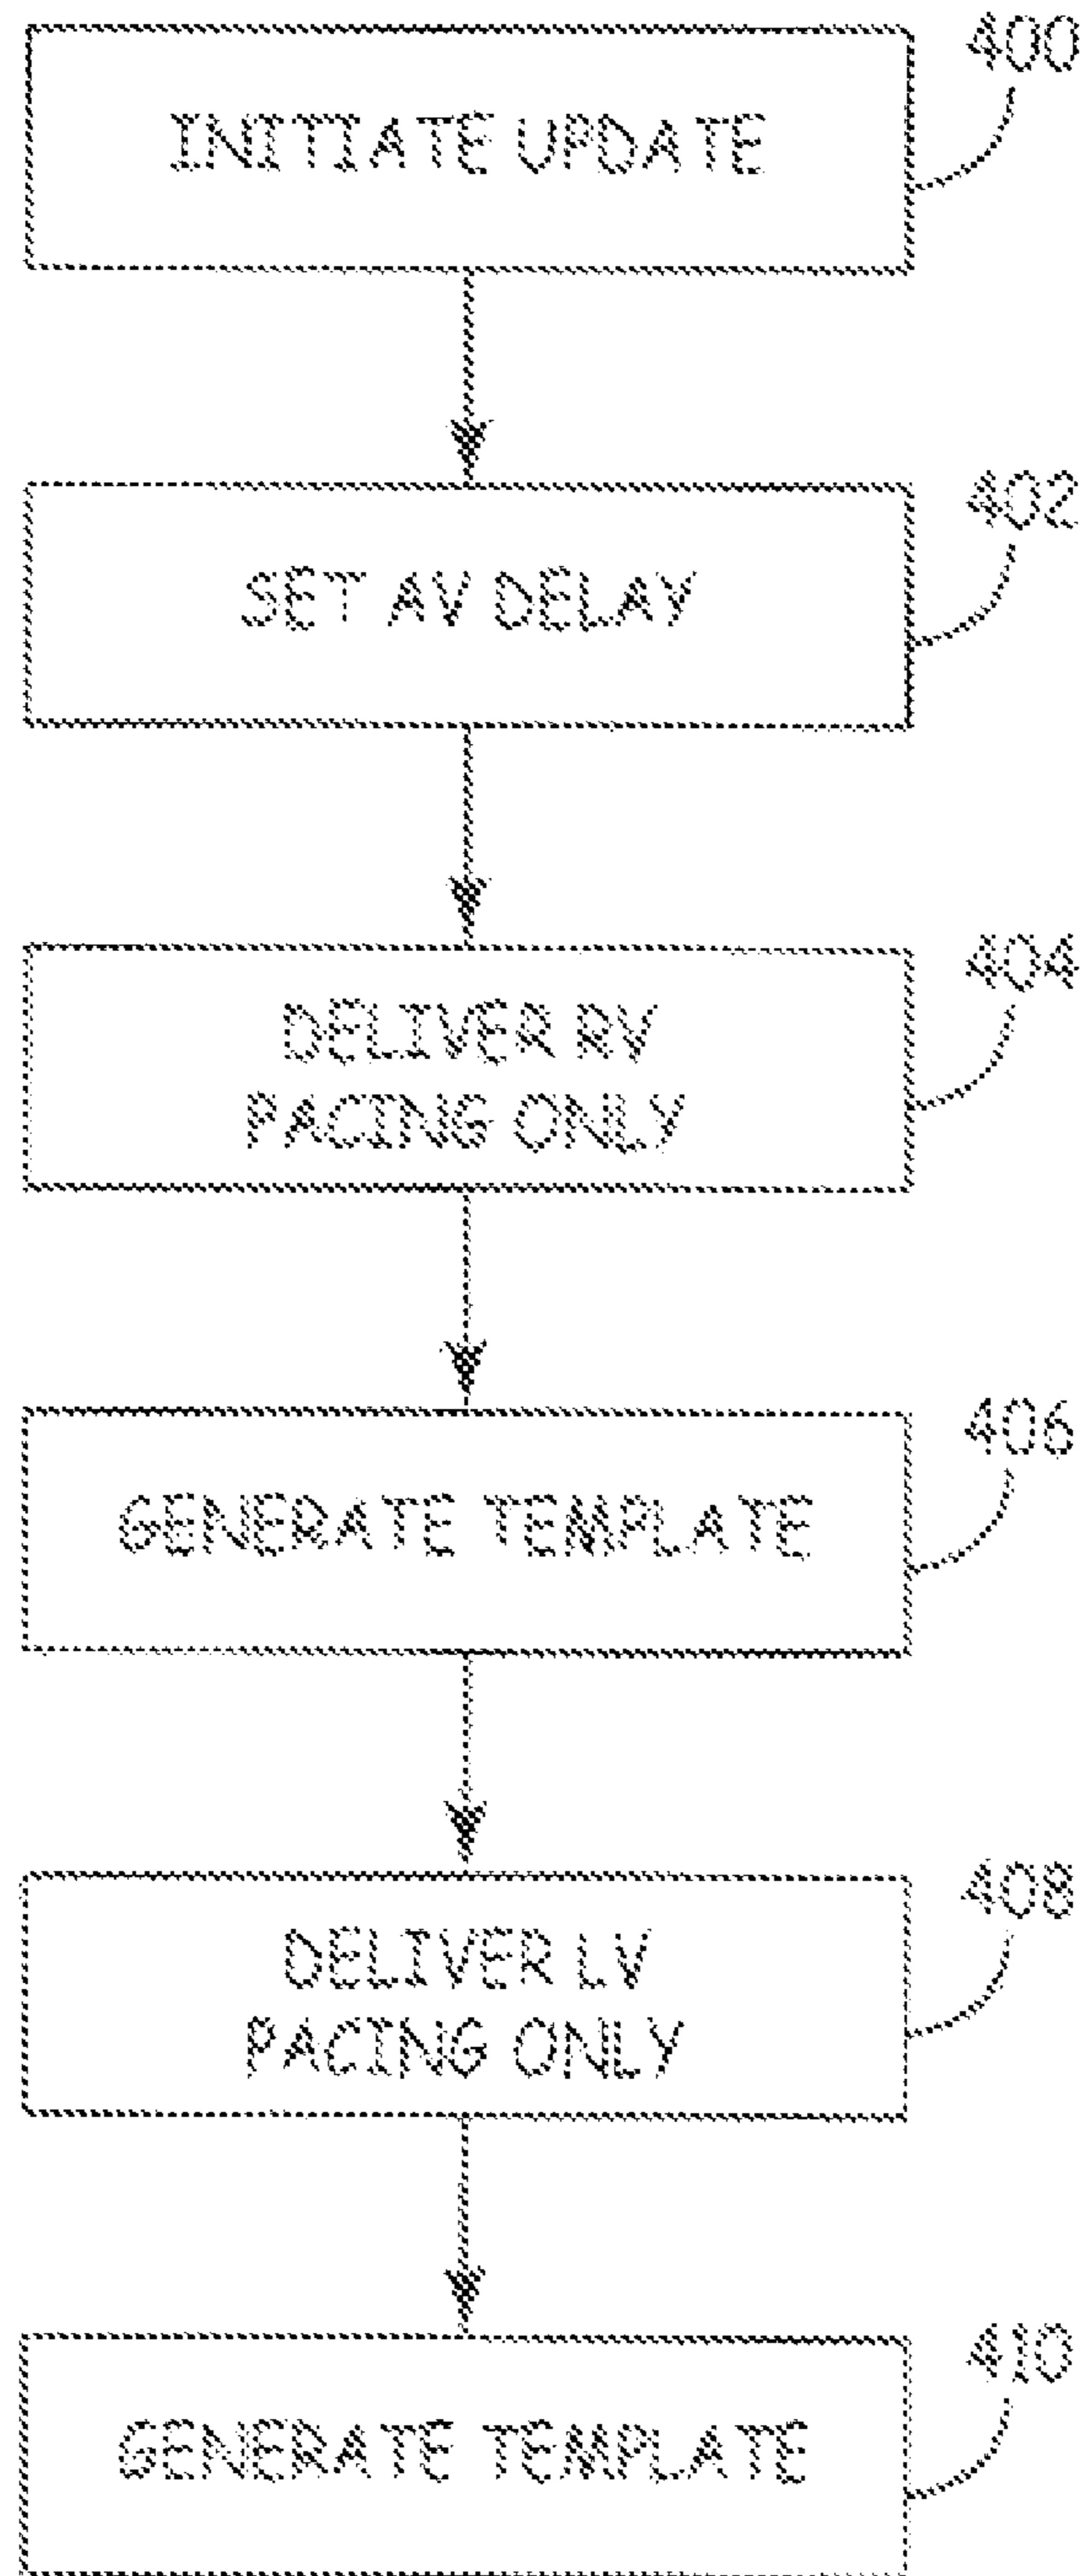 400
INITIATE UPDATE
402
SET AV DELAY
404
DELIVER RV
PACING ONLY
406
GENERATE TEMPLATE
408
DELIVER LV
PACING ONLY
410
GENERATE TEMPLATE